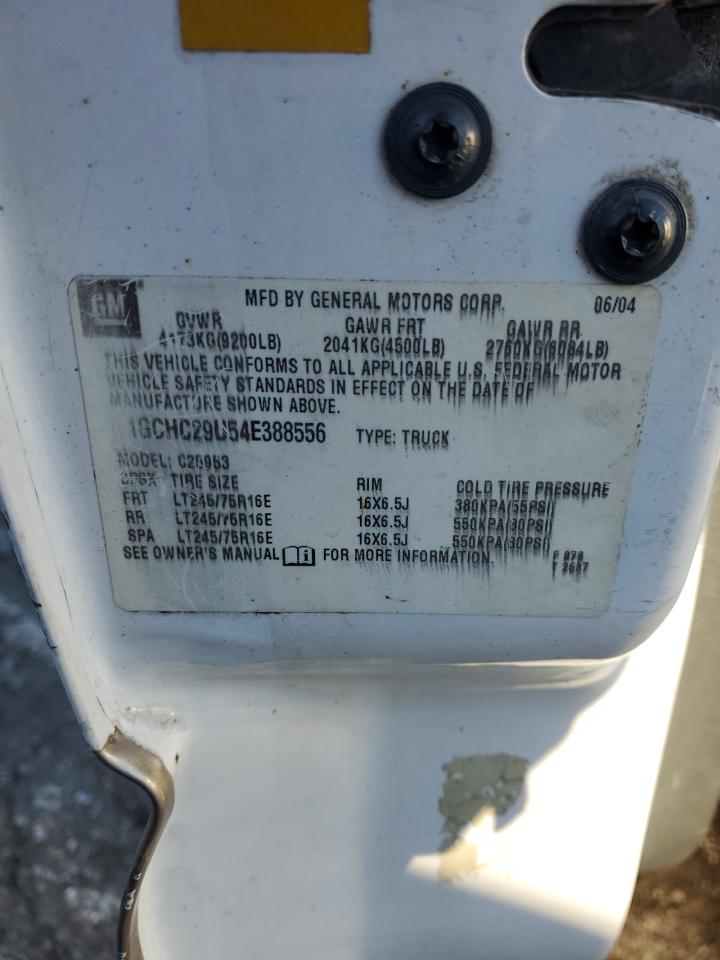 GM
MFD BY GENERAL MOTORS CORP. 06/04
GVWR GAWR FRT GAWR RR
4173KG(9200LB) 2041KG(4500LB) 2760KG(6084LB)
THIS VEHICLE CONFORMS TO ALL APPLICABLE U.S. FEDERAL MOTOR
VEHICLE SAFETY STANDARDS IN EFFECT ON THE DATE OF
MANUFACTURE SHOWN ABOVE.
1GCHC29U54E388556 TYPE: TRUCK
MODEL: C20953
TIRE SIZE RIM COLD TIRE PRESSURE
FRT LT245/75R16E 16X6.5J 380KPA(55PSI)
RR LT245/75R16E 16X6.5J 550KPA(80PSI)
SPA LT245/75R16E 16X6.5J 550KPA(80PSI)
SEE OWNER'S MANUAL FOR MORE INFORMATION.